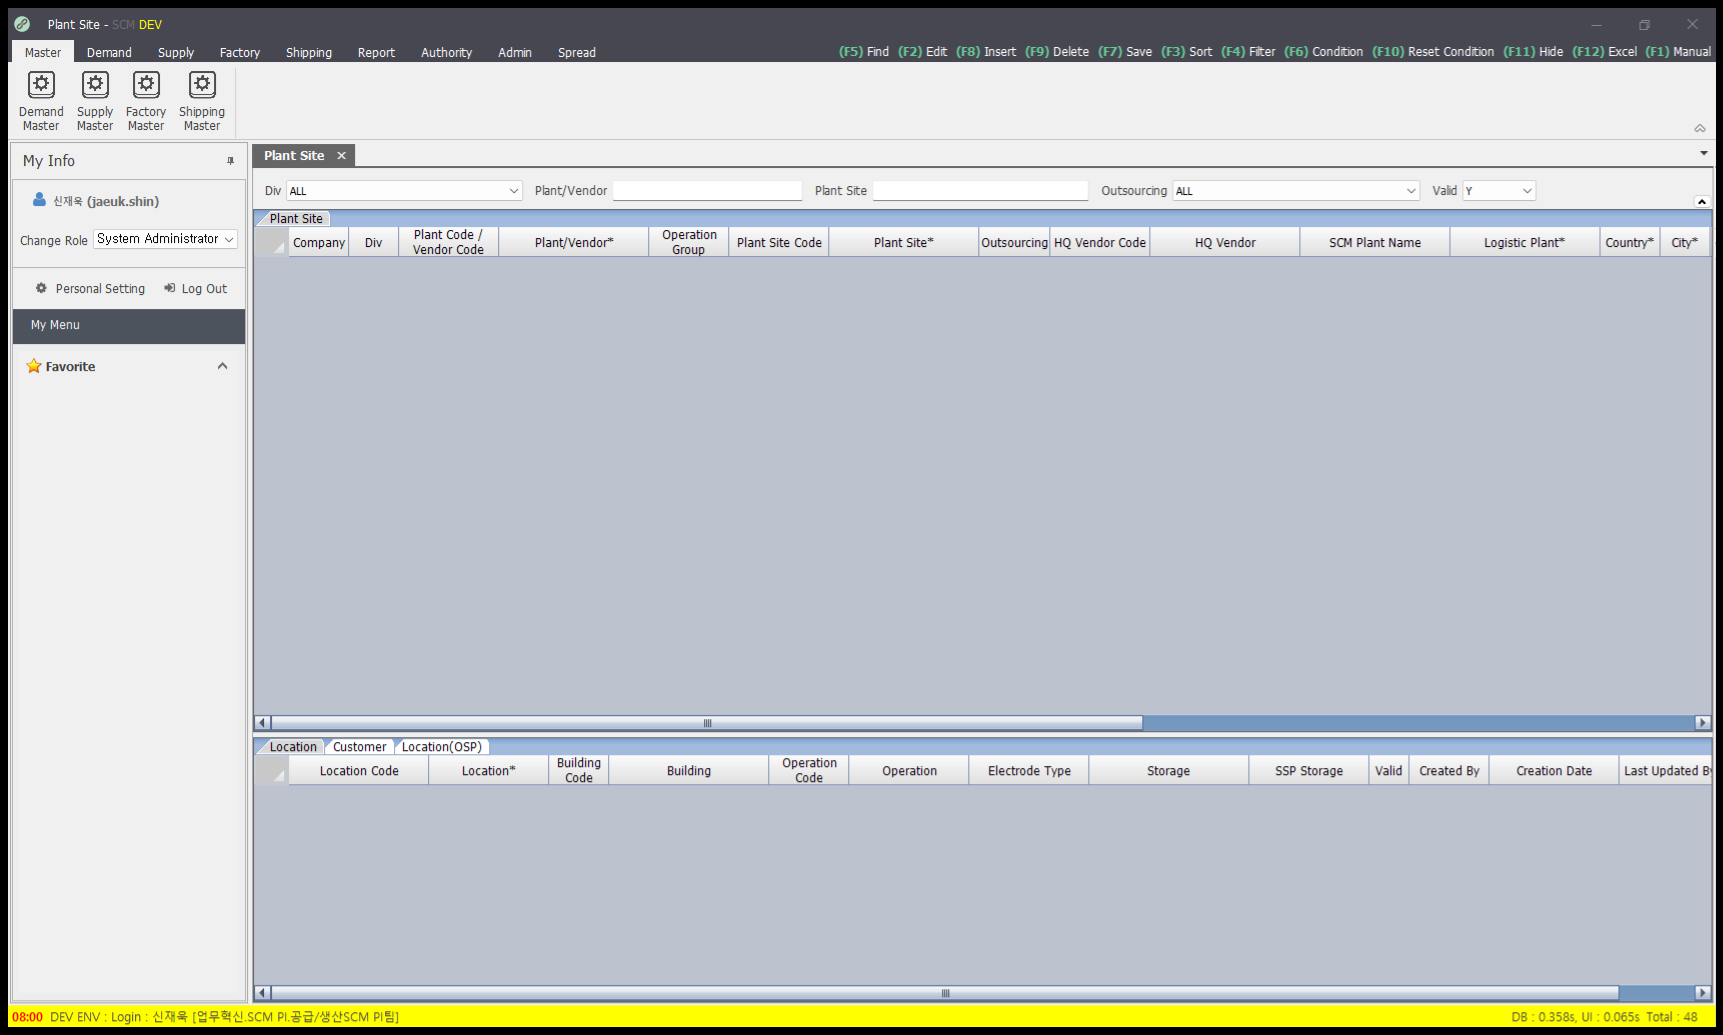 Plant Site - SCM DEV
Master Demand Supply Factory Shipping Report Authority Admin Spread (F5) Find (F2) Edit (F8) Insert (F9) Delete (F7) Save (F3) Sort (F4) Filter (F6) Condition (F10) Reset Condition (F11) Hide (F12) Excel (F1) Manual
Demand Master
Supply Master
Factory Master
Shipping Master
My Info
신재욱 (jaeuk.shin)
Change Role System Administrator
Personal Setting Log Out
My Menu
Favorite
Plant Site
Div ALL Plant/Vendor Plant Site Outsourcing ALL Valid Y
Plant Site
Company Div Plant Code / Vendor Code Plant/Vendor* Operation Group Plant Site Code Plant Site* Outsourcing HQ Vendor Code HQ Vendor SCM Plant Name Logistic Plant* Country* City*
Location Customer Location(OSP)
Location Code Location* Building Code Building Operation Code Operation Electrode Type Storage SSP Storage Valid Created By Creation Date Last Updated By
08:00 DEV ENV : Login : 신재욱 [업무혁신.SCM PI.공급/생산SCM PI팀] DB : 0.358s, UI : 0.065s Total : 48